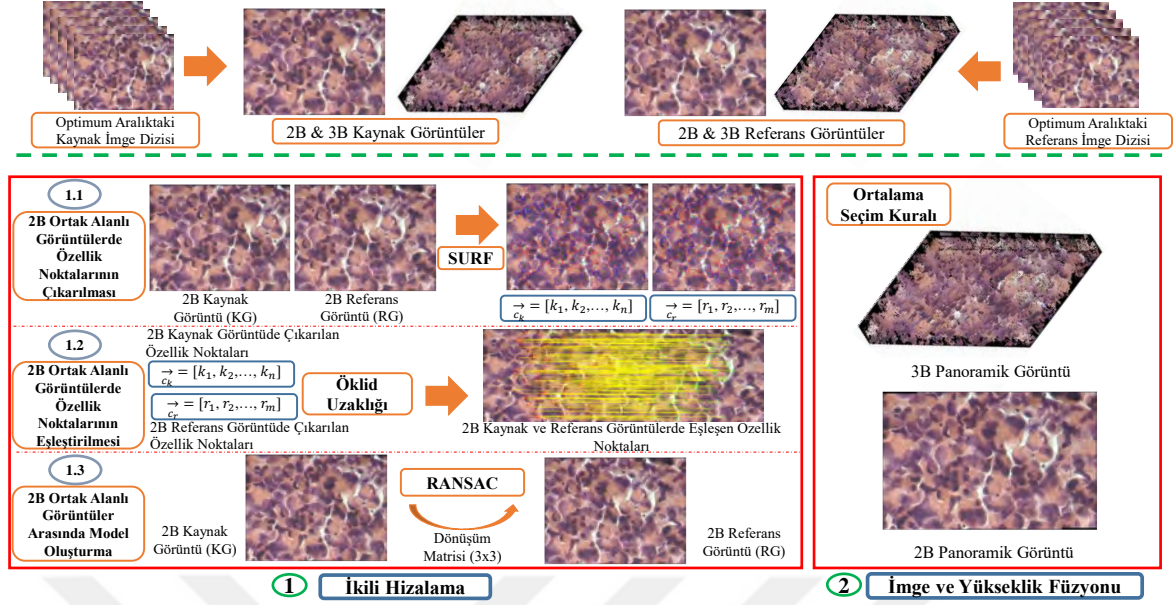 Optimum Aralıktaki
Kaynak İmge Dizisi
2B & 3B Kaynak Görüntüler
2B & 3B Referans Görüntüler
Optimum Aralıktaki
Referans İmge Dizisi
1.1
2B Ortak Alanlı
Görüntülerde
Özellik
Noktalarının
Çıkarılması
2B Kaynak
Görüntü (KG)
2B Referans
Görüntü (RG)
SURF
→ c_k = [k₁, k₂,…, kₙ]
→ c_r = [r₁, r₂,…, rₘ]
1.2
2B Ortak Alanlı
Görüntülerde
Özellik
Noktalarının
Eşleştirilmesi
2B Kaynak Görüntüde Çıkarılan
Özellik Noktaları
→ c_k = [k₁, k₂,…, kₙ]
→ c_r = [r₁, r₂,…, rₘ]
2B Referans Görüntüde Çıkarılan
Özellik Noktaları
Öklid
Uzaklığı
2B Kaynak ve Referans Görüntülerde Eşleşen Özellik
Noktaları
1.3
2B Ortak Alanlı
Görüntüler
Arasında Model
Oluşturma
2B Kaynak
Görüntü (KG)
RANSAC
Dönüşüm
Matrisi (3x3)
2B Referans
Görüntü (RG)
1 İkili Hizalama
Ortalama
Seçim Kuralı
3B Panoramik Görüntü
2B Panoramik Görüntü
2 İmge ve Yükseklik Füzyonu